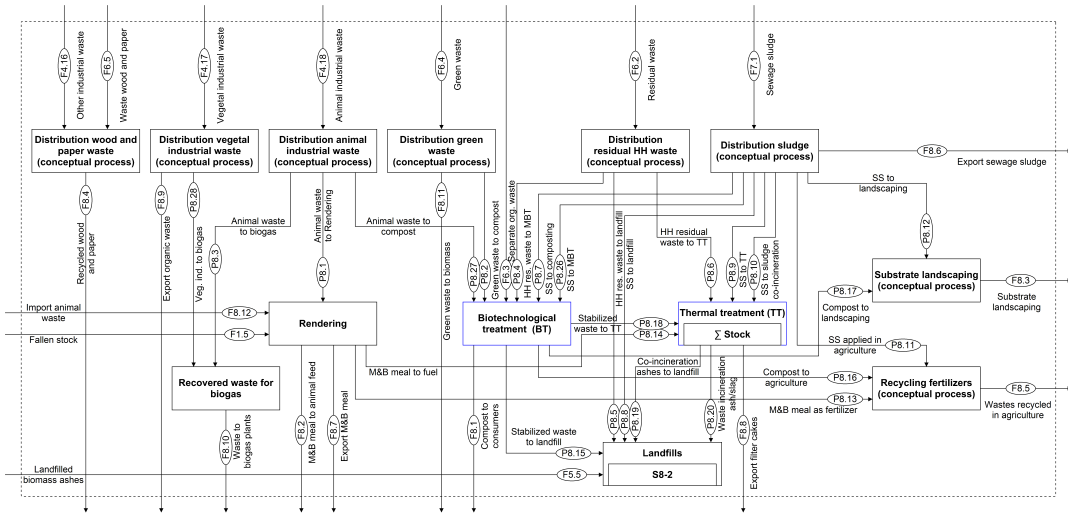 F4.16
Other industrial waste
F6.5
Waste wood and paper
F4.17
Vegetal industrial waste
F4.18
Animal industrial waste
F6.4
Green waste
F6.2
Residual waste
F7.1
Sewage sludge
Distribution wood and
paper waste
(conceptual process)
Distribution vegetal
industrial waste
(conceptual process)
Distribution animal
industrial waste
(conceptual process)
Distribution green
waste
(conceptual process)
Distribution
residual HH waste
(conceptual process)
Distribution sludge
(conceptual process)
F8.6
Export sewage sludge
SS to
landscaping
F8.4
Recycled wood
and paper
F8.9
Export organic waste
P8.28
Veg. ind. to biogas
Animal waste
to biogas
P8.3
Animal waste
to Rendering
P8.1
Animal waste to
compost
F8.11
Green waste to biomass
P8.27
P8.2
Green waste to compost
F6.3
Separate org. waste
P8.4
HH res. waste to MBT
P8.7
SS to composting
P8.26
SS to MBT
HH res. waste to landfill
SS to landfill
HH residual
waste to TT
P8.6
P8.9
SS to TT
P8.10
SS to sludge
co-incineration
P8.12
Substrate landscaping
(conceptual process)
F8.3
Substrate
landscaping
P8.17
Compost to
landscaping
Import animal
waste
F8.12
Fallen stock
F1.5
Rendering
Biotechnological
treatment (BT)
Stabilized
waste to TT
P8.18
P8.14
Thermal treatment (TT)
∑ Stock
SS applied in
agriculture
P8.11
Recovered waste for
biogas
M&B meal to fuel
Co-incineration
ashes to landfill
Waste incineration
ash/slag
Compost to
agriculture
P8.16
M&B meal as fertilizer
P8.13
Recycling fertilizers
(conceptual process)
F8.5
Wastes recycled
in agriculture
F8.10
Waste to
biogas plants
F8.2
M&B meal to animal feed
F8.7
Export M&B meal
F8.1
Compost to
consumers
P8.5
P8.8
P8.19
P8.20
F8.8
Export filter cakes
Stabilized waste to
landfill
P8.15
Landfills
S8-2
Landfilled
biomass ashes
F5.5